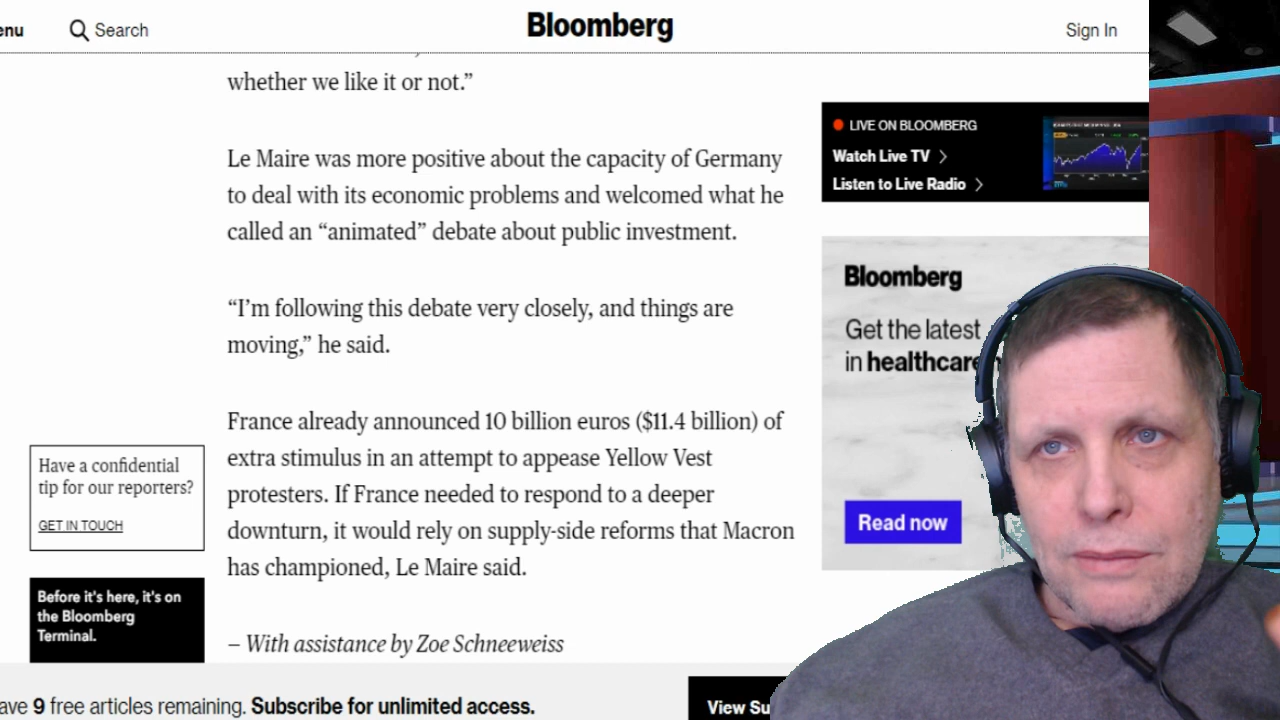 enu
Search
Bloomberg
Sign In
whether we like it or not.”
Le Maire was more positive about the capacity of Germany
to deal with its economic problems and welcomed what he
called an “animated” debate about public investment.
“I’m following this debate very closely, and things are
moving,” he said.
France already announced 10 billion euros ($11.4 billion) of
extra stimulus in an attempt to appease Yellow Vest
protesters. If France needed to respond to a deeper
downturn, it would rely on supply-side reforms that Macron
has championed, Le Maire said.
– With assistance by Zoe Schneeweiss
Have a confidential
tip for our reporters?
GET IN TOUCH
Before it's here, it's on
the Bloomberg
Terminal.
LIVE ON BLOOMBERG
Watch Live TV
Listen to Live Radio
Bloomberg
Get the latest
in healthcare
Read now
ave 9 free articles remaining. Subscribe for unlimited access.
View Su